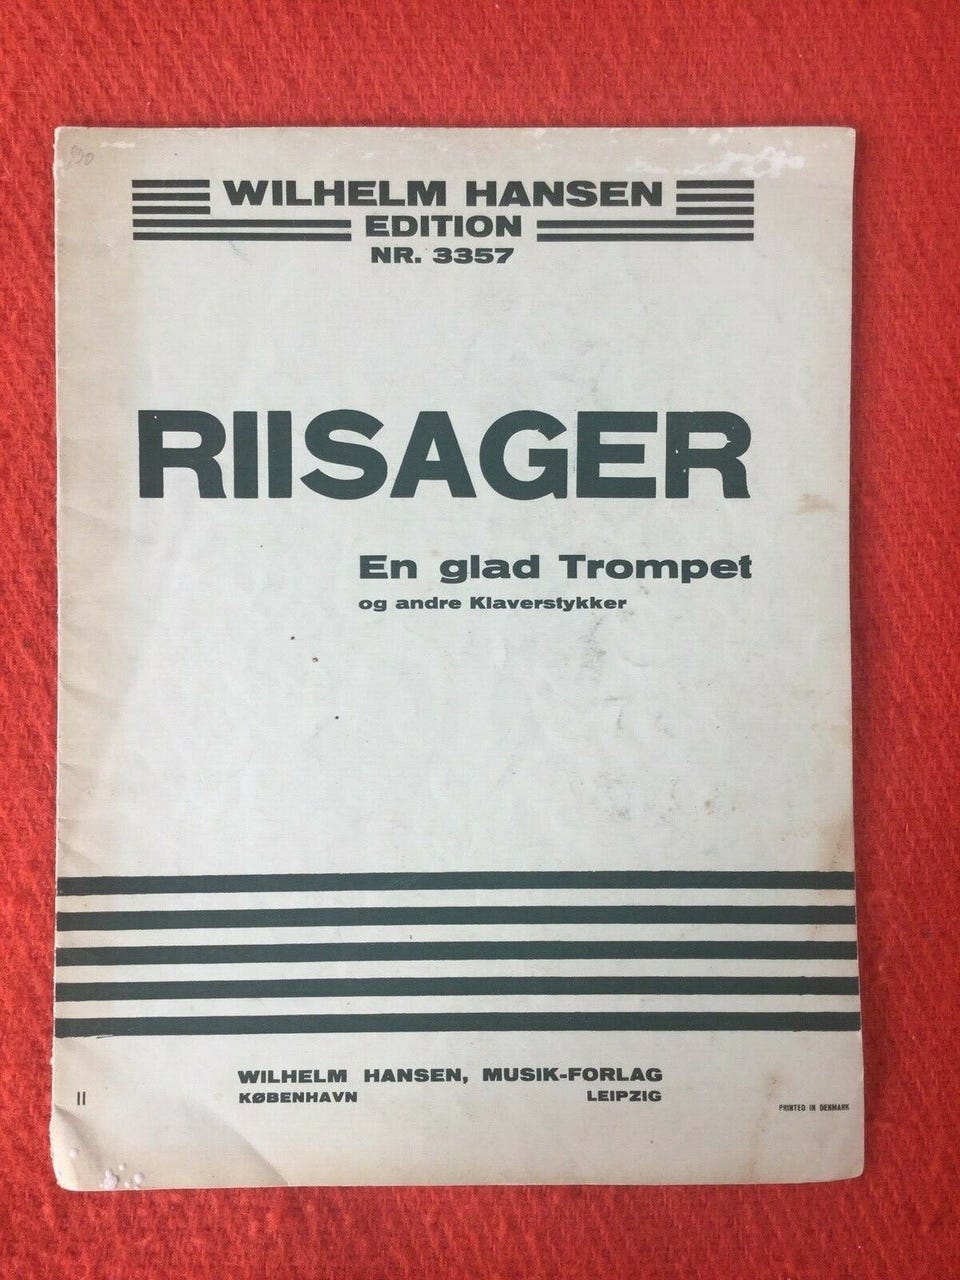 WILHELM HANSEN
EDITION
NR. 3357
RIISAGER
En glad Trompet
og andre Klaverstykker
WILHELM HANSEN, MUSIK-FORLAG
KØBENHAVN LEIPZIG
II
PRINTED IN DENMARK